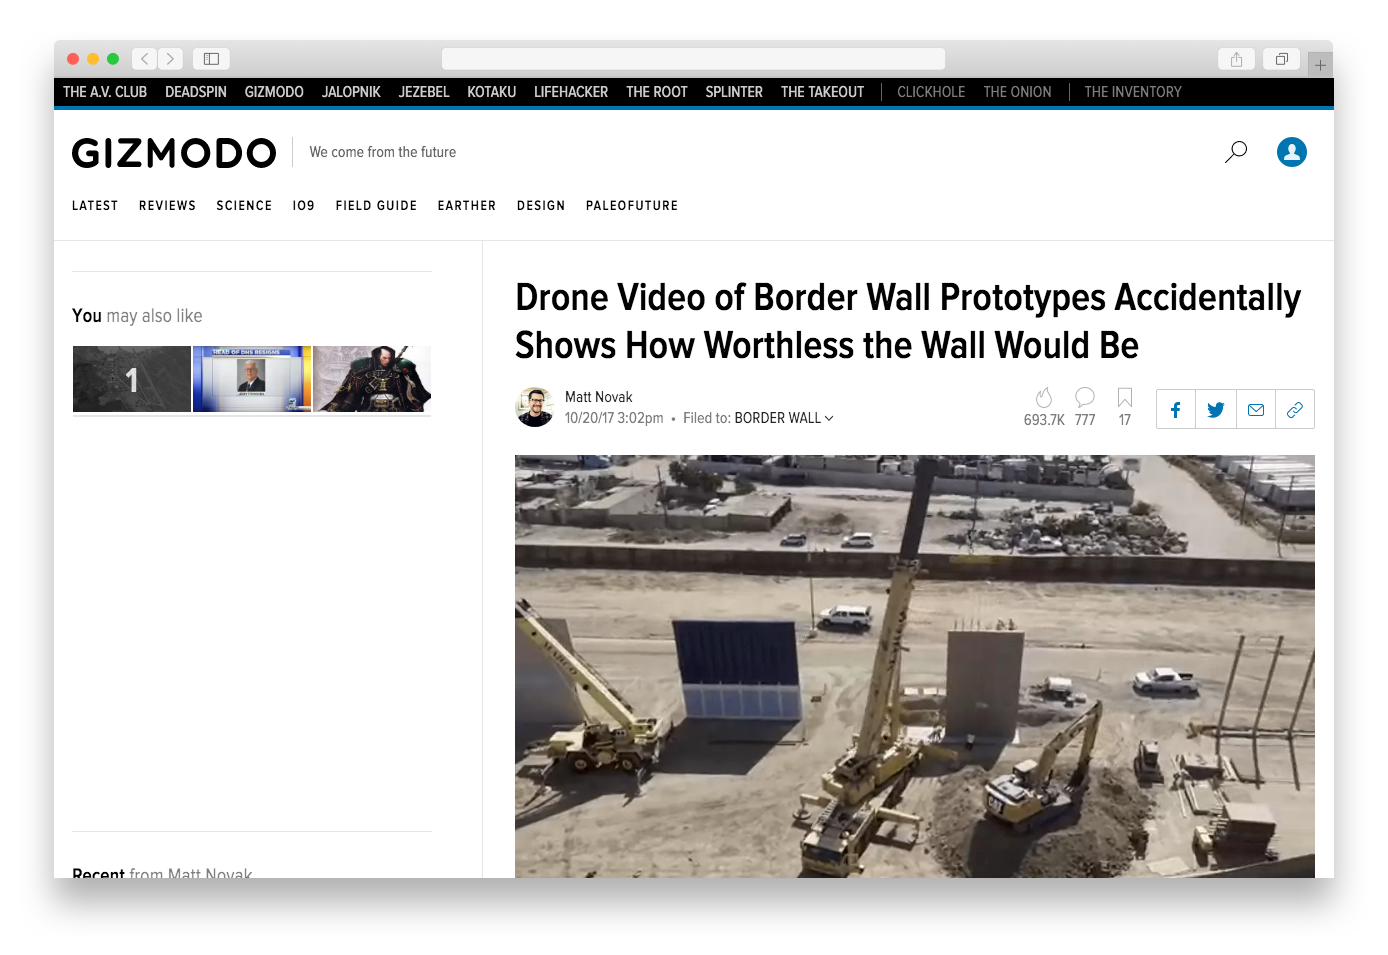 THE A.V. CLUB DEADSPIN GIZMODO JALOPNIK JEZEBEL KOTAKU LIFEHACKER THE ROOT SPLINTER THE TAKEOUT CLICKHOLE THE ONION THE INVENTORY
GIZMODO We come from the future
LATEST REVIEWS SCIENCE IO9 FIELD GUIDE EARTHER DESIGN PALEOFUTURE
You may also like
1
HEAD OF DHS RESIGNS
Recent from Matt Novak
Drone Video of Border Wall Prototypes Accidentally
Shows How Worthless the Wall Would Be
Matt Novak
10/20/17 3:02pm • Filed to: BORDER WALL
693.7K 777 17
CAT